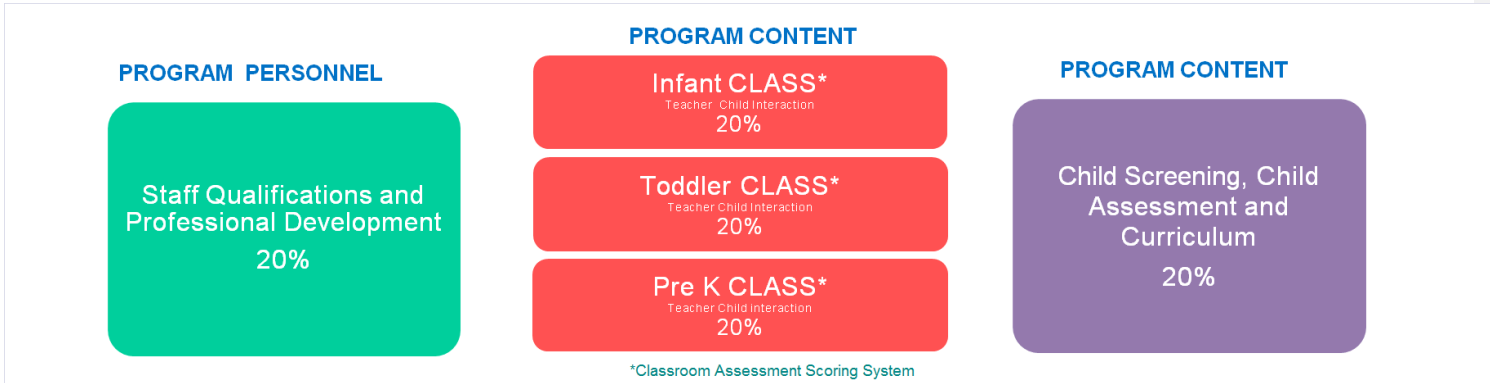 PROGRAM PERSONNEL
Staff Qualifications and
Professional Development
20%
PROGRAM CONTENT
Infant CLASS*
Teacher Child Interaction
20%
Toddler CLASS*
Teacher Child Interaction
20%
Pre K CLASS*
Teacher Child interaction
20%
*Classroom Assessment Scoring System
PROGRAM CONTENT
Child Screening, Child
Assessment and
Curriculum
20%